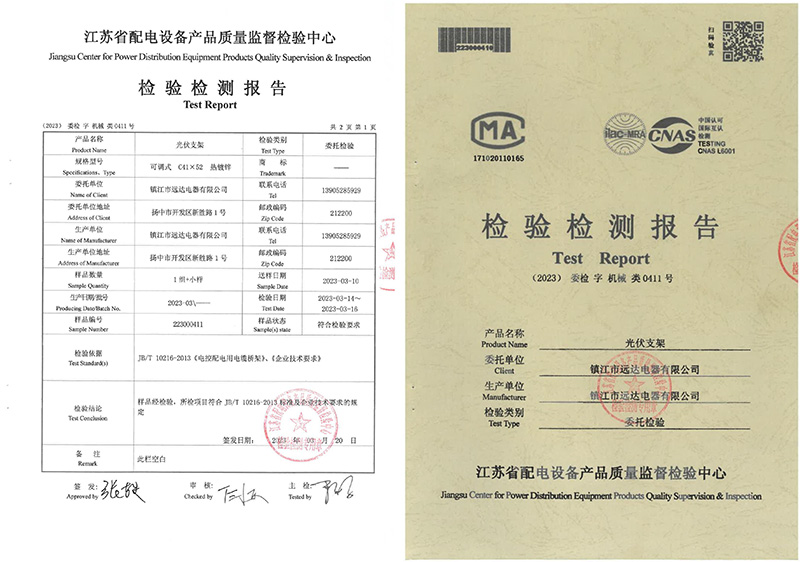 江苏省配电设备产品质量监督检验中心
Jiangsu Center for Power Distribution Equipment Products Quality Supervision & Inspection
检 验 检 测 报 告
Test Report
(2023) 委检 字 机械 类0411号 共 2 页 第 1 页
产品名称 Product Name 光伏支架 检验类别 Test Type 委托检验
规格型号 Specifications、Type 可调式 C41×52 热镀锌 商 标 Trademark ——
委托单位 Name of Client 镇江市远达电器有限公司 联系电话 Tel 13905285929
委托单位地址 Address of Client 扬中市开发区新胜路 1 号 邮政编码 Zip Code 212200
生产单位 Name of Manufacturer 镇江市远达电器有限公司 联系电话 Tel 13905285929
生产单位地址 Address of Manufacturer 扬中市开发区新胜路 1 号 邮政编码 Zip Code 212200
样品数量 Sample Quantity 1 组+小样 送样日期 Sample Date 2023-03-10
生产日期/批号 Producing Date/Batch No. 2023-03\—— 检验日期 Test Date 2023-03-14~ 2023-03-16
样品编号 Sample Number 223000411 样品状态 Sample(s) state 符合检验要求
检验依据 Test Standard(s) JB/T 10216-2013《电控配电用电缆桥架》、《企业技术要求》
检验结论 Test Conclusion 样品经检验，所检项目符合 JB/T 10216-2013 标准及企业技术要求的规
定
签发日期： 2023 年 03 月 20 日
备 注 Remark 此栏空白
签 发: Approved by 审 核: Checked by 主 检: Tested by
223000410
扫码验真
MA
171020110165
ilac-MRA
CNAS
中国认可
国际互认
检测
TESTING
CNAS L6001
检 验 检 测 报 告
Test Report
(2023) 委检 字 机械 类 0411 号
产品名称 Product Name 光伏支架
委托单位 Client 镇江市远达电器有限公司
生产单位 Manufacturer 镇江市远达电器有限公司
检验类别 Test Type 委托检验
江苏省配电设备产品质量监督检验中心
Jiangsu Center for Power Distribution Equipment Products Quality Supervision & Inspection